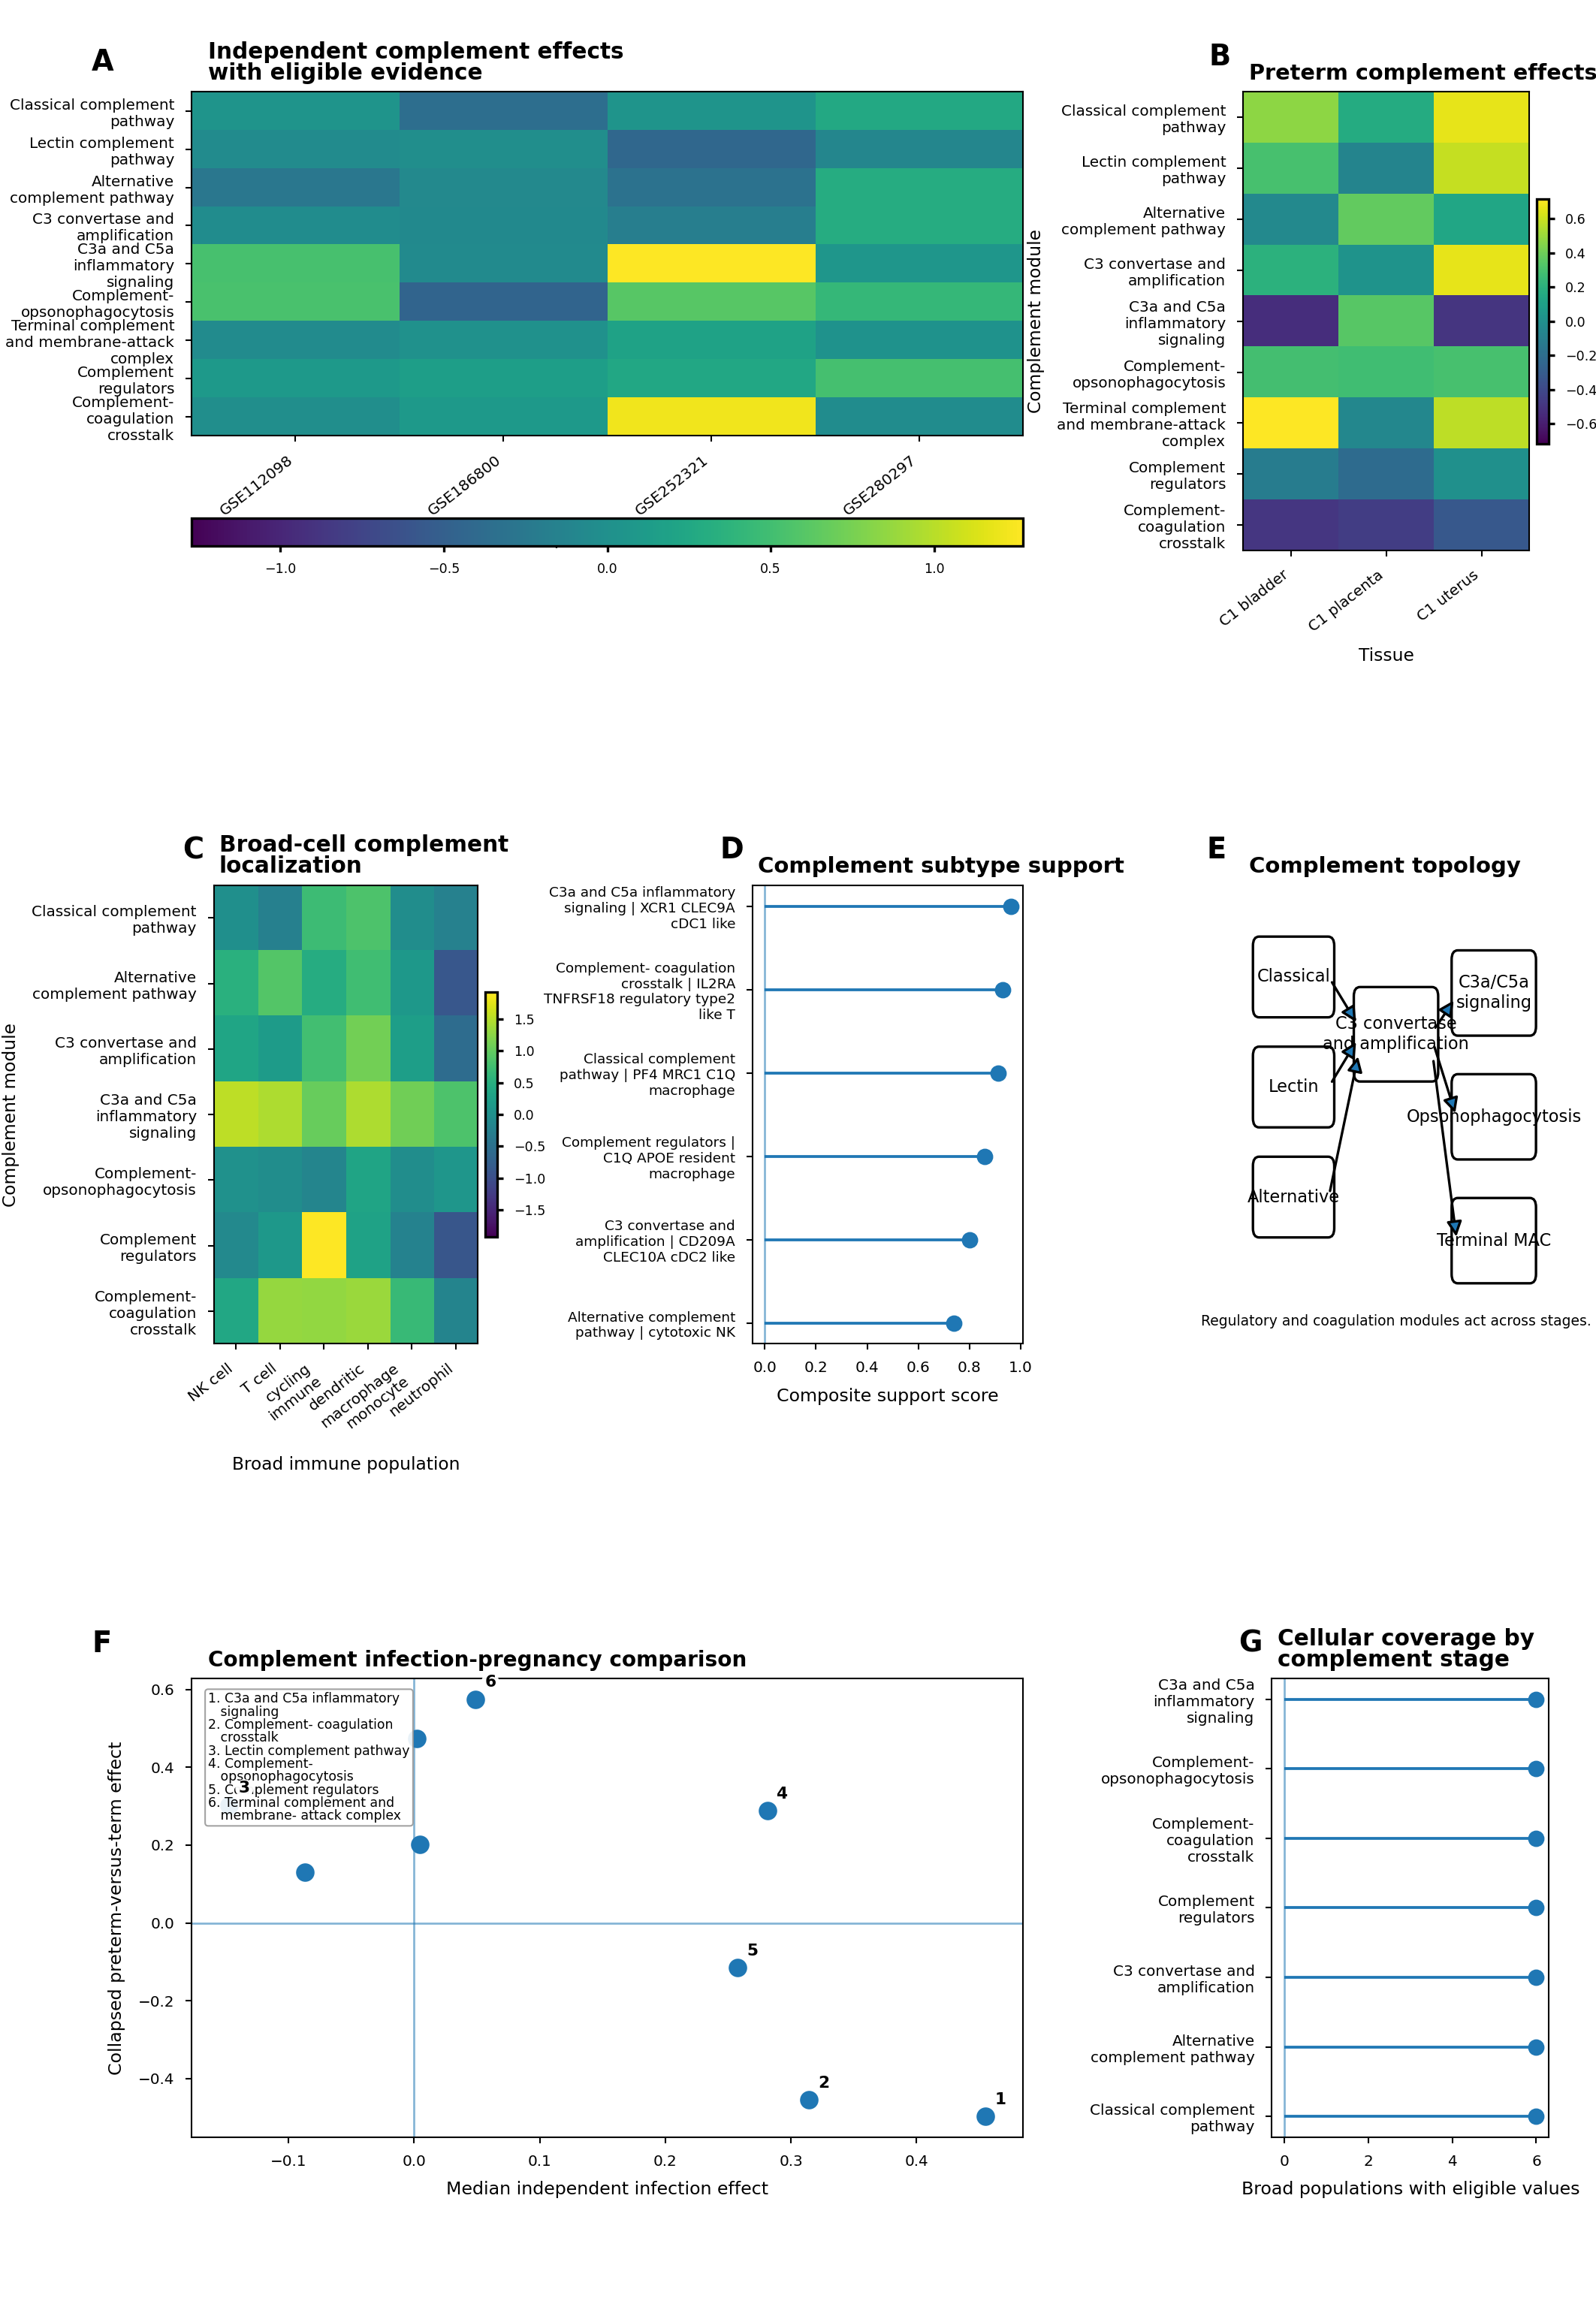 A
Independent complement effects
with eligible evidence
Classical complement
pathway
Lectin complement
pathway
Alternative
complement pathway
C3 convertase and
amplification
C3a and C5a
inflammatory
signaling
Complement-
opsonophagocytosis
Terminal complement
and membrane-attack
complex
Complement
regulators
Complement-
coagulation
crosstalk
GSE112098
GSE186800
GSE252321
GSE280297
−1.0
−0.5
0.0
0.5
1.0
B
Preterm complement effects
Complement module
Classical complement
pathway
Lectin complement
pathway
Alternative
complement pathway
C3 convertase and
amplification
C3a and C5a
inflammatory
signaling
Complement-
opsonophagocytosis
Terminal complement
and membrane-attack
complex
Complement
regulators
Complement-
coagulation
crosstalk
C1 bladder
C1 placenta
C1 uterus
Tissue
0.6
0.4
0.2
0.0
−0.2
−0.4
−0.6
C
Broad-cell complement
localization
Complement module
Classical complement
pathway
Alternative
complement pathway
C3 convertase and
amplification
C3a and C5a
inflammatory
signaling
Complement-
opsonophagocytosis
Complement
regulators
Complement-
coagulation
crosstalk
NK cell
T cell
cycling
immune
dendritic
macrophage
monocyte
neutrophil
Broad immune population
1.5
1.0
0.5
0.0
−0.5
−1.0
−1.5
D
Complement subtype support
C3a and C5a inflammatory
signaling | XCR1 CLEC9A
cDC1 like
Complement- coagulation
crosstalk | IL2RA
TNFRSF18 regulatory type2
like T
Classical complement
pathway | PF4 MRC1 C1Q
macrophage
Complement regulators |
C1Q APOE resident
macrophage
C3 convertase and
amplification | CD209A
CLEC10A cDC2 like
Alternative complement
pathway | cytotoxic NK
0.0
0.2
0.4
0.6
0.8
1.0
Composite support score
E
Complement topology
Classical
Lectin
Alternative
C3 convertase
and amplification
C3a/C5a
signaling
Opsonophagocytosis
Terminal MAC
Regulatory and coagulation modules act across stages.
F
Complement infection-pregnancy comparison
Collapsed preterm-versus-term effect
0.6
0.4
0.2
0.0
−0.2
−0.4
1. C3a and C5a inflammatory
signaling
2. Complement- coagulation
crosstalk
3. Lectin complement pathway
4. Complement-
opsonophagocytosis
5. Complement regulators
6. Terminal complement and
membrane- attack complex
6
3
4
5
2
1
−0.1
0.0
0.1
0.2
0.3
0.4
Median independent infection effect
G
Cellular coverage by
complement stage
C3a and C5a
inflammatory
signaling
Complement-
opsonophagocytosis
Complement-
coagulation
crosstalk
Complement
regulators
C3 convertase and
amplification
Alternative
complement pathway
Classical complement
pathway
0
2
4
6
Broad populations with eligible values